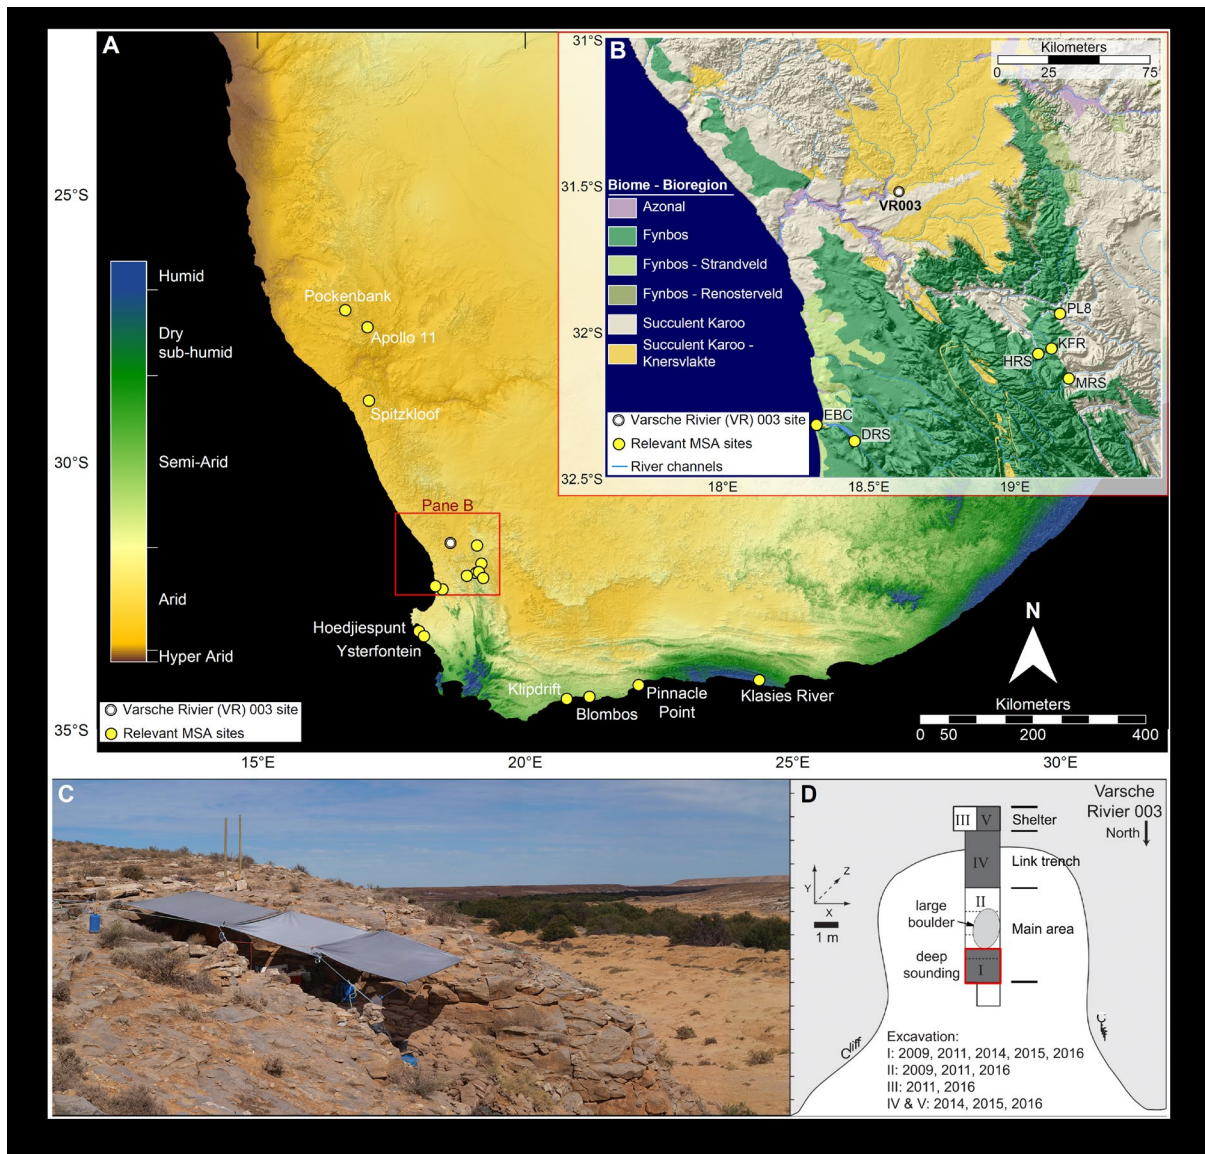 A
25°S
30°S
35°S
15°E
20°E
25°E
30°E
Humid
Dry
sub-humid
Semi-Arid
Arid
Hyper Arid
Pockenbank
Apollo 11
Spitzkloof
Pane B
Hoedjiespunt
Ysterfontein
Klipdrift
Blombos
Pinnacle
Point
Klasies River
Varsche Rivier (VR) 003 site
Relevant MSA sites
N
Kilometers
0 50 200 400
B
31°S
31.5°S
32°S
32.5°S
18°E
18.5°E
19°E
Kilometers
0 25 50 75
Biome - Bioregion
Azonal
Fynbos
Fynbos - Strandveld
Fynbos - Renosterveld
Succulent Karoo
Succulent Karoo -
Knersvlakte
Varsche Rivier (VR) 003 site
Relevant MSA sites
River channels
VR003
PL8
KFR
HRS
MRS
EBC
DRS
C
D
Varsche
Rivier 003
North
III V
Shelter
IV
Link trench
II
large
boulder
Main area
deep
sounding
I
Y
Z
X
1 m
Cliff
Cliff
Excavation:
I: 2009, 2011, 2014, 2015, 2016
II: 2009, 2011, 2016
III: 2011, 2016
IV & V: 2014, 2015, 2016